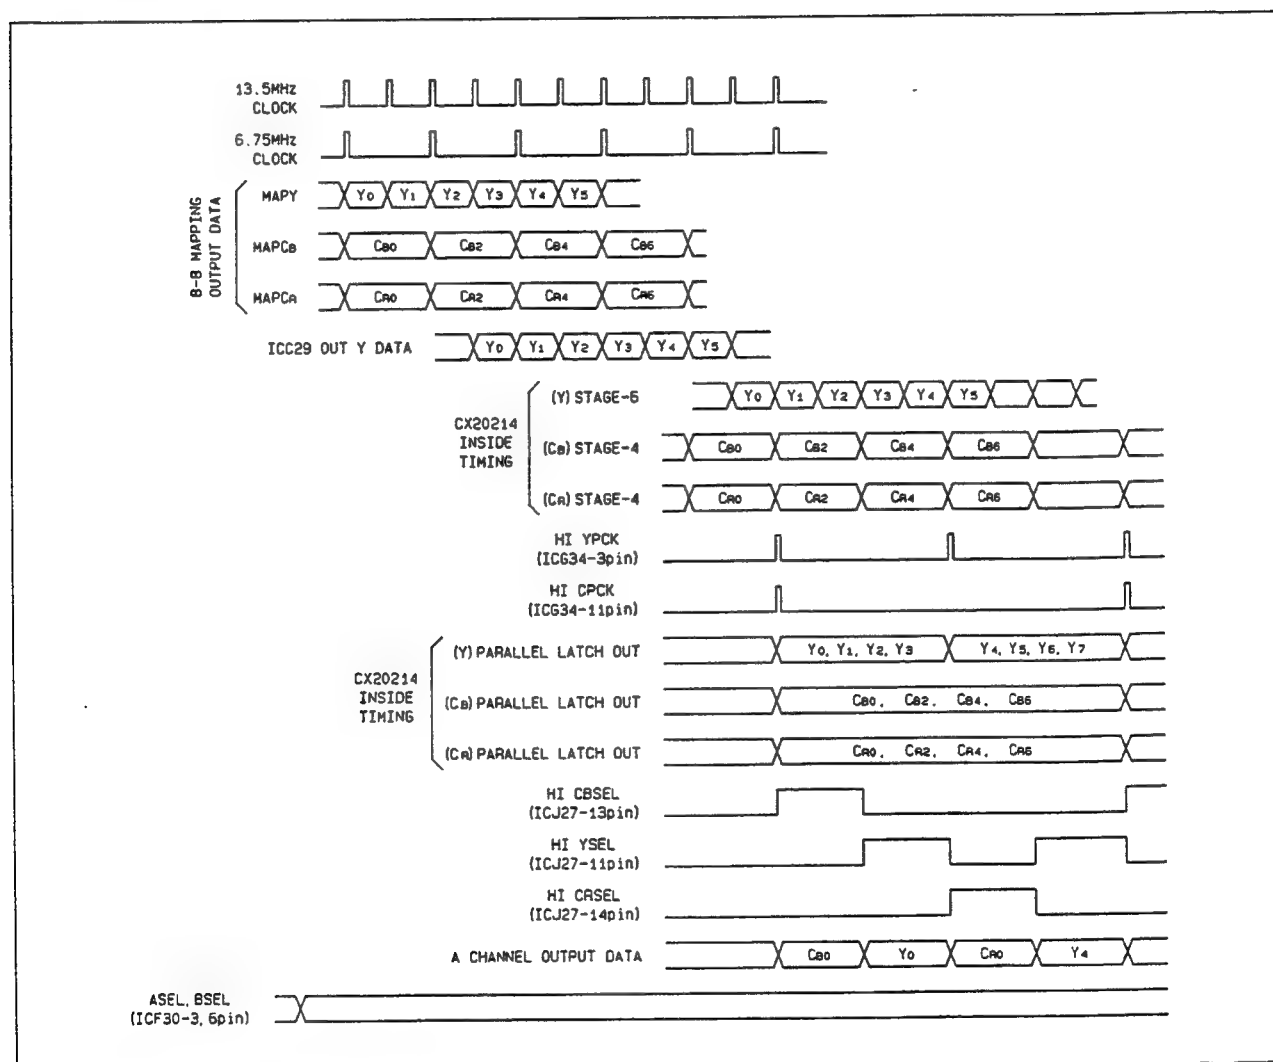 13.5MHz
CLOCK
6.75MHz
CLOCK
B-B MAPPING
OUTPUT DATA
MAPY
Y0 Y1 Y2 Y3 Y4 Y5
MAPCB
CB0 CB2 CB4 CB6
MAPCR
CR0 CR2 CR4 CR6
ICC29 OUT Y DATA
Y0 Y1 Y2 Y3 Y4 Y5
CX20214
INSIDE
TIMING
(Y) STAGE-5
Y0 Y1 Y2 Y3 Y4 Y5
(CB) STAGE-4
CB0 CB2 CB4 CB6
(CR) STAGE-4
CR0 CR2 CR4 CR6
HI YPCK
(ICG34-3pin)
HI CPCK
(ICG34-11pin)
CX20214
INSIDE
TIMING
(Y) PARALLEL LATCH OUT
Y0, Y1, Y2, Y3 Y4, Y5, Y6, Y7
(CB) PARALLEL LATCH OUT
CB0, CB2, CB4, CB6
(CR) PARALLEL LATCH OUT
CR0, CR2, CR4, CR6
HI CBSEL
(ICJ27-13pin)
HI YSEL
(ICJ27-11pin)
HI CRSEL
(ICJ27-14pin)
A CHANNEL OUTPUT DATA
CB0 Y0 CR0 Y4
ASEL, BSEL
(ICF30-3, 6pin)